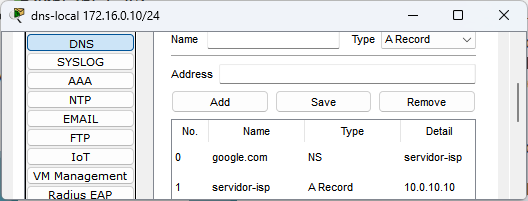 dns-local 172.16.0.10/24
DNS
SYSLOG
AAA
NTP
EMAIL
FTP
IoT
VM Management
Radius EAP
Name Type A Record
Address
Add Save Remove
No. Name Type Detail
0 google.com NS servidor-isp
1 servidor-isp A Record 10.0.10.10